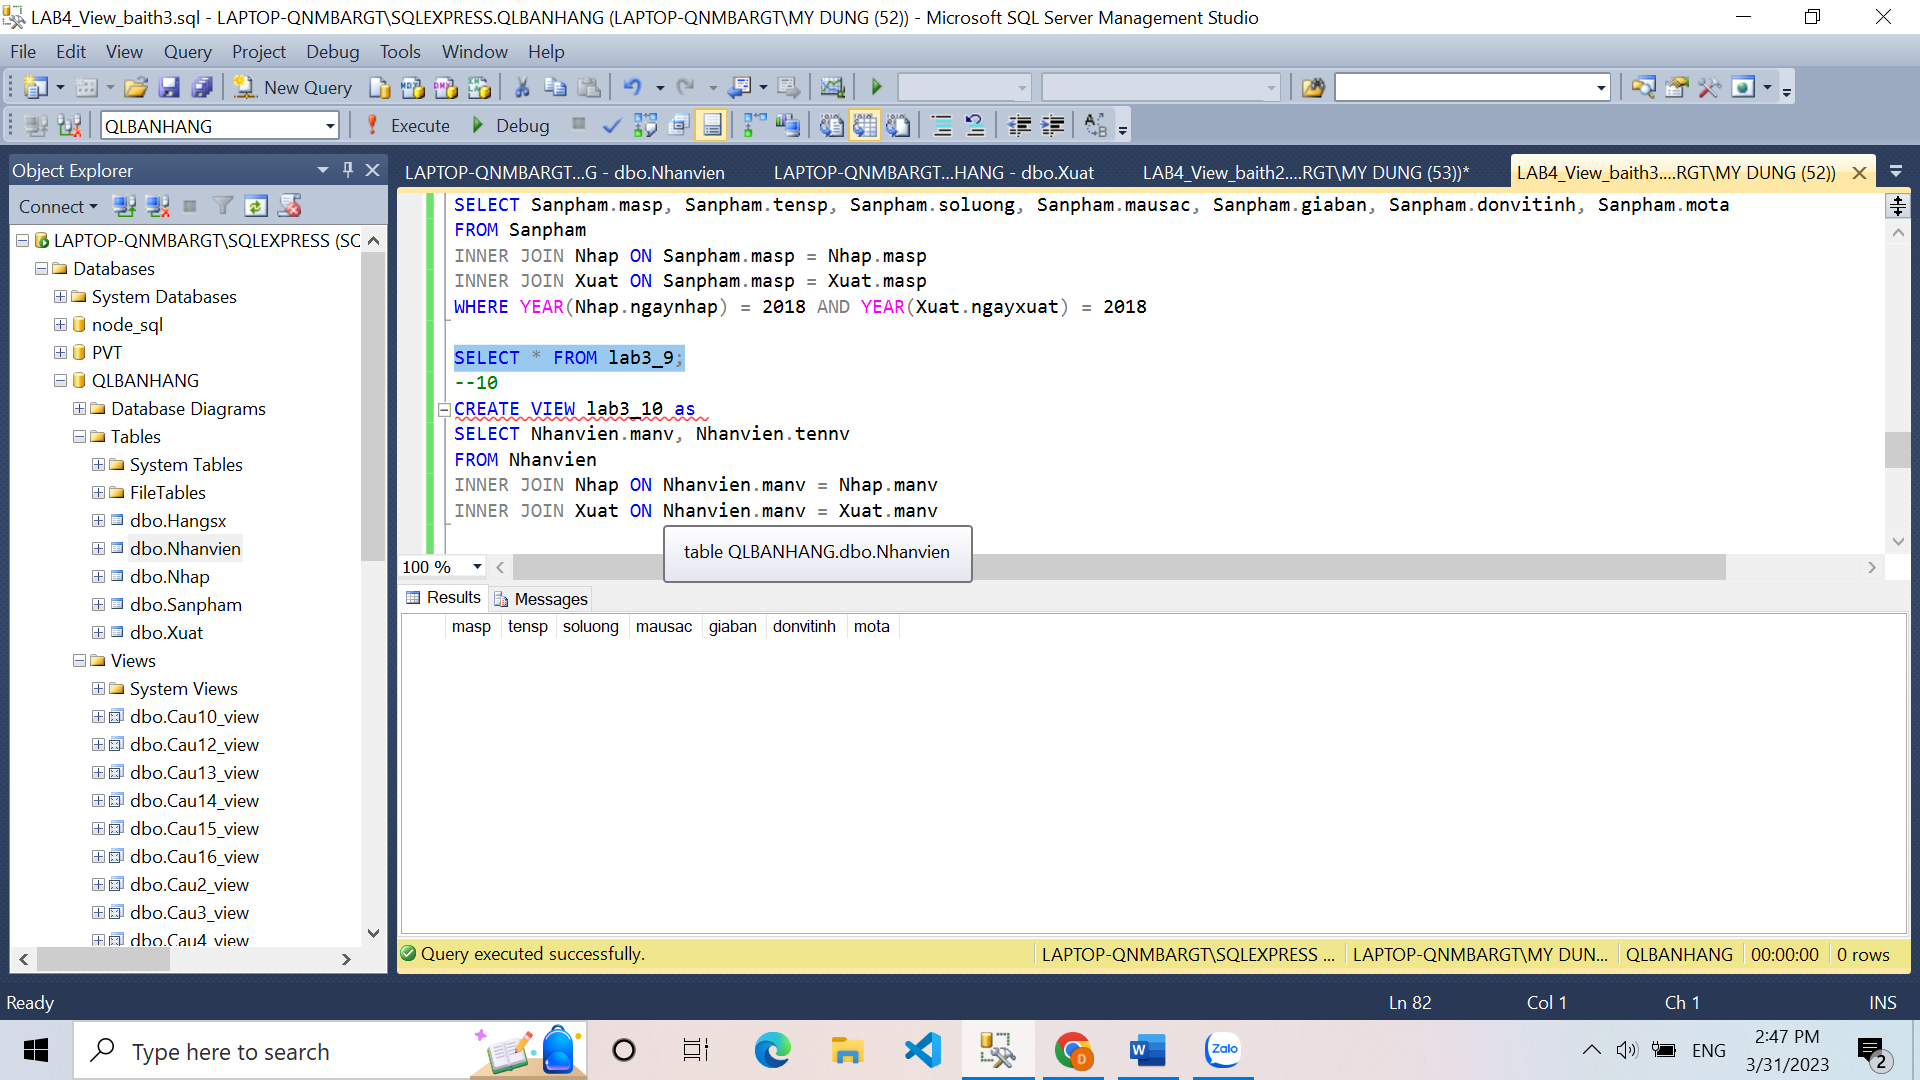 LAB4_View_baith3.sql - LAPTOP-QNMBARGT\SQLEXPRESS.QLBANHANG (LAPTOP-QNMBARGT\MY DUNG (52)) - Microsoft SQL Server Management Studio
File Edit View Query Project Debug Tools Window Help
New Query
QLBANHANG Execute Debug
Object Explorer
Connect
LAPTOP-QNMBARGT\SQLEXPRESS (SC
Databases
System Databases
node_sql
PVT
QLBANHANG
Database Diagrams
Tables
System Tables
FileTables
dbo.Hangsx
dbo.Nhanvien
dbo.Nhap
dbo.Sanpham
dbo.Xuat
Views
System Views
dbo.Cau10_view
dbo.Cau12_view
dbo.Cau13_view
dbo.Cau14_view
dbo.Cau15_view
dbo.Cau16_view
dbo.Cau2_view
dbo.Cau3_view
dbo.Cau4_view
LAPTOP-QNMBARGT...G - dbo.Nhanvien LAPTOP-QNMBARGT...HANG - dbo.Xuat LAB4_View_baith2....RGT\MY DUNG (53))* LAB4_View_baith3....RGT\MY DUNG (52))
SELECT Sanpham.masp, Sanpham.tensp, Sanpham.soluong, Sanpham.mausac, Sanpham.giaban, Sanpham.donvitinh, Sanpham.mota
FROM Sanpham
INNER JOIN Nhap ON Sanpham.masp = Nhap.masp
INNER JOIN Xuat ON Sanpham.masp = Xuat.masp
WHERE YEAR(Nhap.ngaynhap) = 2018 AND YEAR(Xuat.ngayxuat) = 2018
SELECT * FROM lab3_9;
--10
CREATE VIEW lab3_10 as
SELECT Nhanvien.manv, Nhanvien.tennv
FROM Nhanvien
INNER JOIN Nhap ON Nhanvien.manv = Nhap.manv
INNER JOIN Xuat ON Nhanvien.manv = Xuat.manv
table QLBANHANG.dbo.Nhanvien
100 %
Results Messages
masp tensp soluong mausac giaban donvitinh mota
Query executed successfully. LAPTOP-QNMBARGT\SQLEXPRESS ... LAPTOP-QNMBARGT\MY DUN... QLBANHANG 00:00:00 0 rows
Ready Ln 82 Col 1 Ch 1 INS
Type here to search
Zalo
ENG
2:47 PM
3/31/2023
2